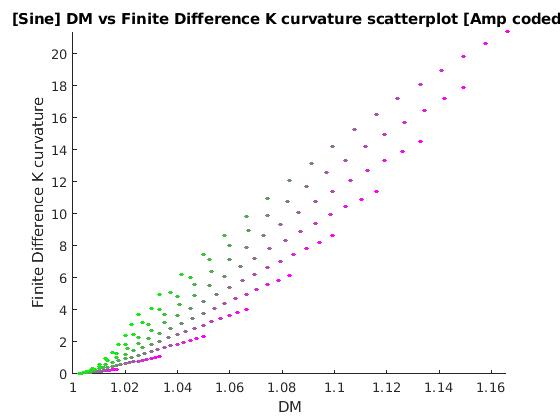 [Sine] DM vs Finite Difference K curvature scatterplot [Amp coded
20
18
16
14
12
10
8
6
4
2
0
Finite Difference K curvature
1 1.02 1.04 1.06 1.08 1.1 1.12 1.14 1.16
DM